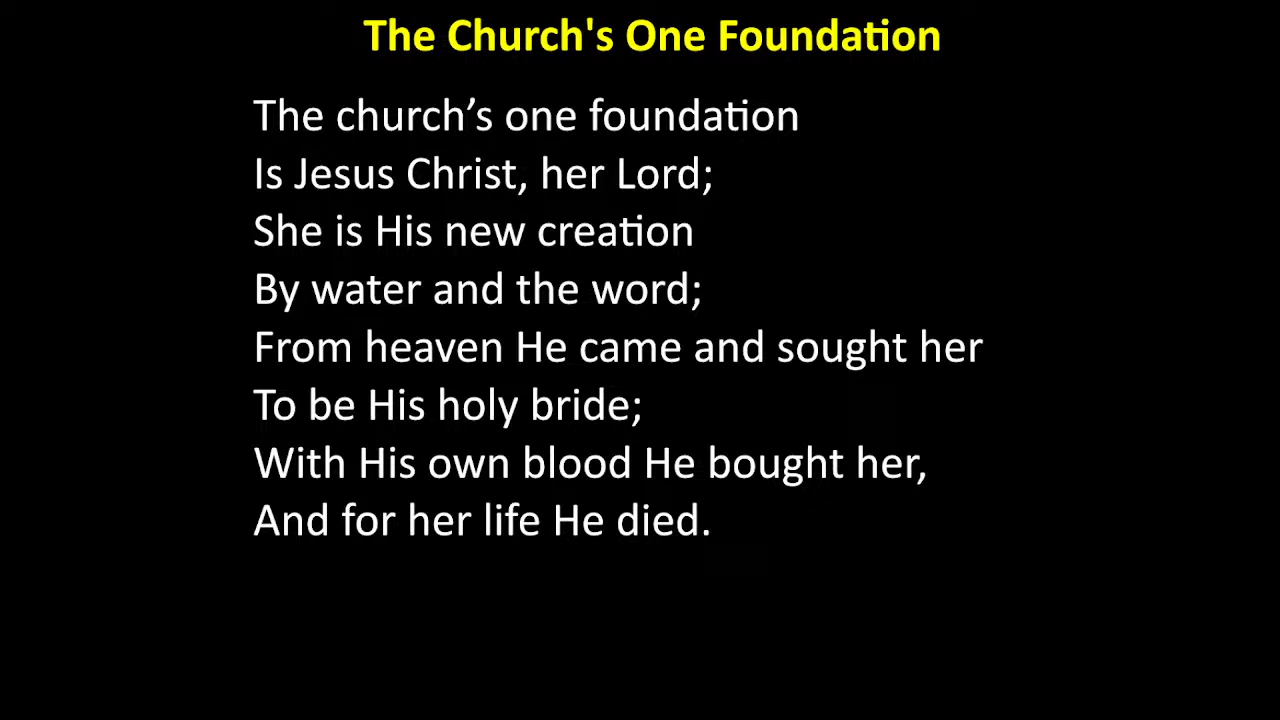 The Church's One Foundation
The church’s one foundation
Is Jesus Christ, her Lord;
She is His new creation
By water and the word;
From heaven He came and sought her
To be His holy bride;
With His own blood He bought her,
And for her life He died.